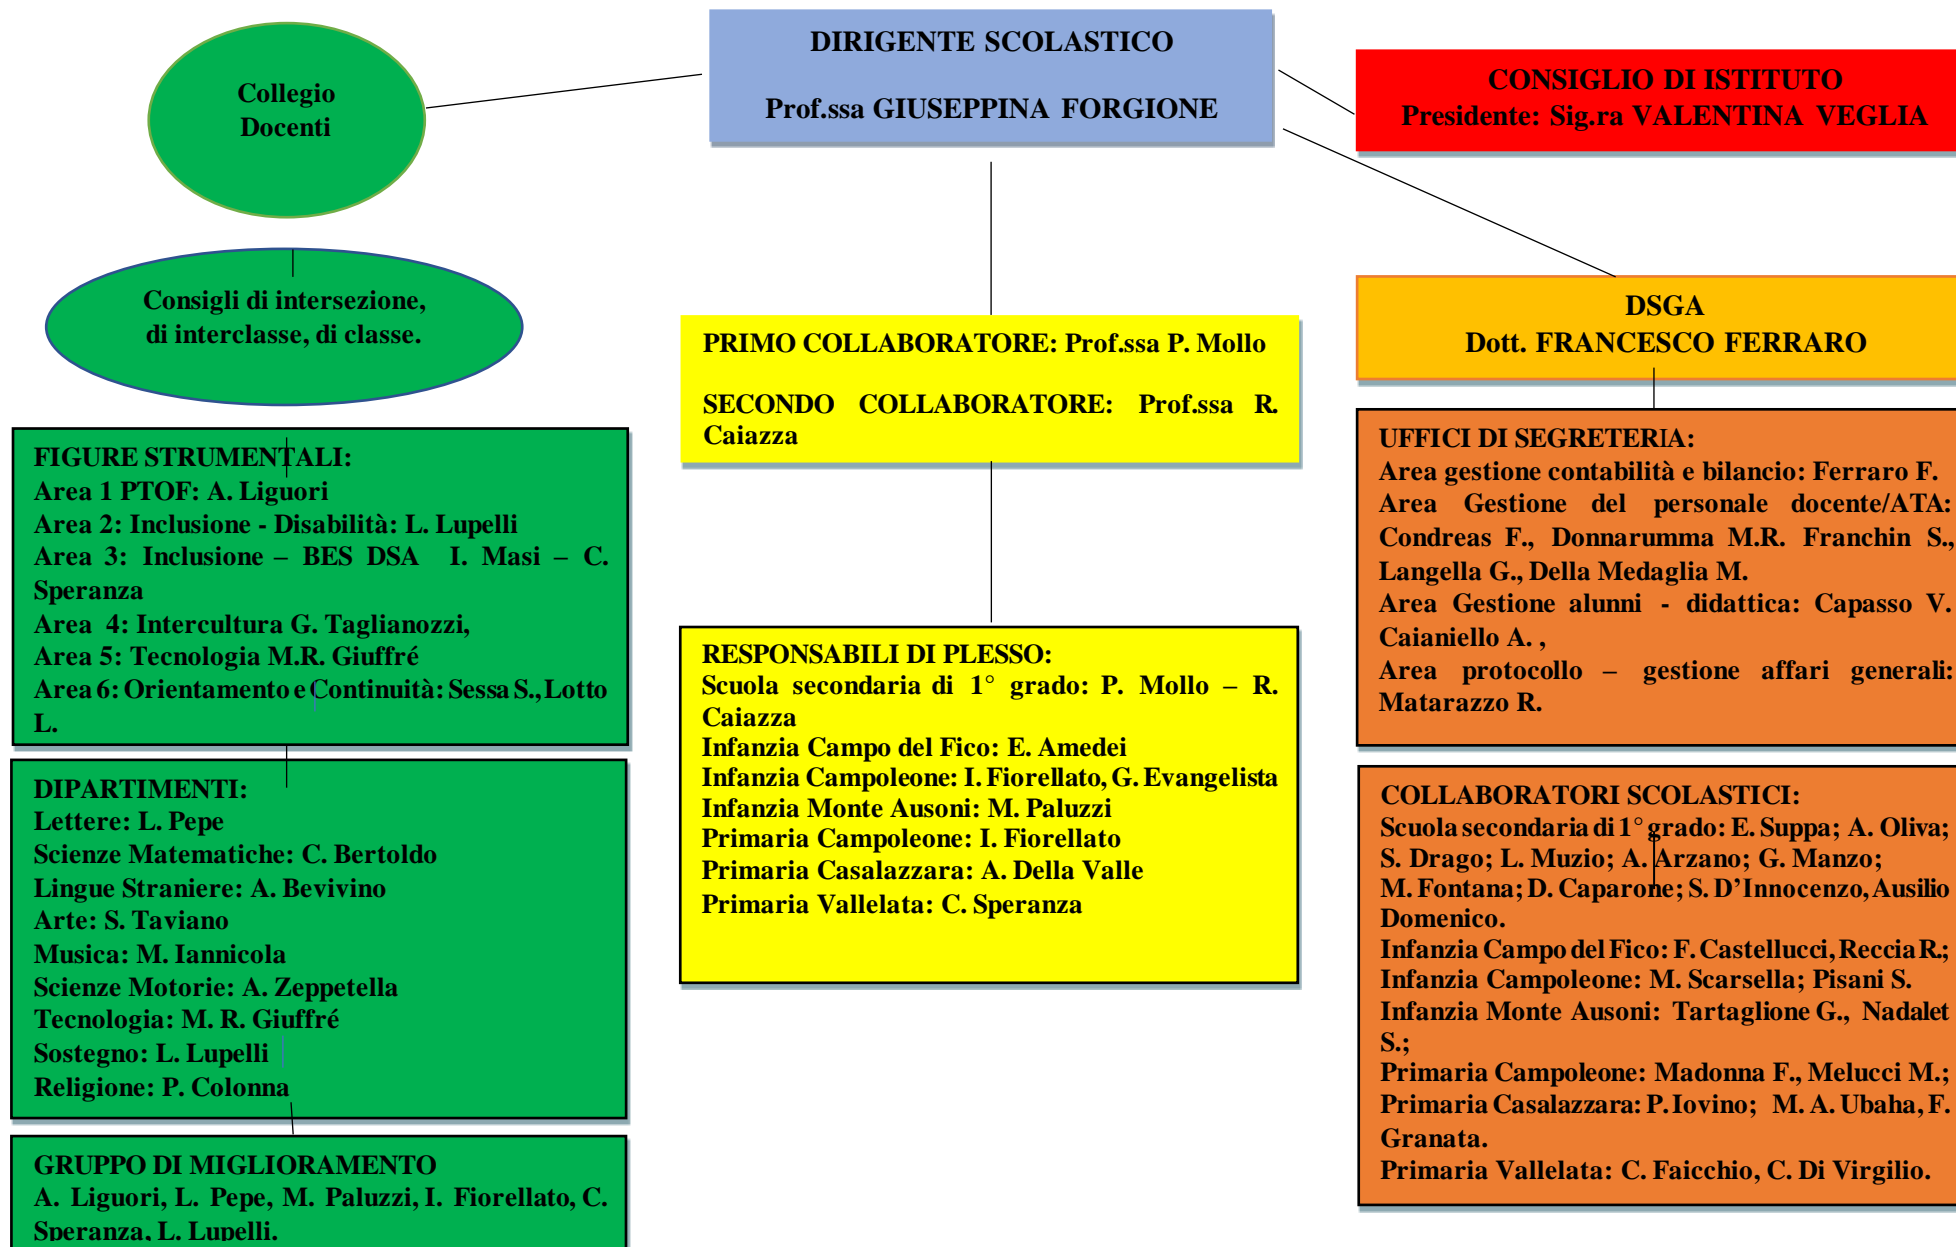 Collegio
Docenti
DIRIGENTE SCOLASTICO
Prof.ssa GIUSEPPINA FORGIONE
CONSIGLIO DI ISTITUTO
Presidente: Sig.ra VALENTINA VEGLIA
Consigli di intersezione,
di interclasse, di classe.
PRIMO COLLABORATORE: Prof.ssa P. Mollo
SECONDO COLLABORATORE: Prof.ssa R.
Caiazza
DSGA
Dott. FRANCESCO FERRARO
FIGURE STRUMENTALI:
Area 1 PTOF: A. Liguori
Area 2: Inclusione - Disabilità: L. Lupelli
Area 3: Inclusione – BES DSA I. Masi – C.
Speranza
Area 4: Intercultura G. Taglianozzi,
Area 5: Tecnologia M.R. Giuffré
Area 6: Orientamento e Continuità: Sessa S., Lotto
L.
DIPARTIMENTI:
Lettere: L. Pepe
Scienze Matematiche: C. Bertoldo
Lingue Straniere: A. Bevivino
Arte: S. Taviano
Musica: M. Iannicola
Scienze Motorie: A. Zeppetella
Tecnologia: M. R. Giuffré
Sostegno: L. Lupelli
Religione: P. Colonna
GRUPPO DI MIGLIORAMENTO
A. Liguori, L. Pepe, M. Paluzzi, I. Fiorellato, C.
Speranza, L. Lupelli.
RESPONSABILI DI PLESSO:
Scuola secondaria di 1° grado: P. Mollo – R.
Caiazza
Infanzia Campo del Fico: E. Amedei
Infanzia Campoleone: I. Fiorellato, G. Evangelista
Infanzia Monte Ausoni: M. Paluzzi
Primaria Campoleone: I. Fiorellato
Primaria Casalazzara: A. Della Valle
Primaria Vallelata: C. Speranza
UFFICI DI SEGRETERIA:
Area gestione contabilità e bilancio: Ferraro F.
Area Gestione del personale docente/ATA:
Condreas F., Donnarumma M.R. Franchin S.,
Langella G., Della Medaglia M.
Area Gestione alunni - didattica: Capasso V.
Caianiello A. ,
Area protocollo – gestione affari generali:
Matarazzo R.
COLLABORATORI SCOLASTICI:
Scuola secondaria di 1° grado: E. Suppa; A. Oliva;
S. Drago; L. Muzio; A. Arzano; G. Manzo;
M. Fontana; D. Caparone; S. D’Innocenzo, Ausilio
Domenico.
Infanzia Campo del Fico: F. Castellucci, Reccia R.;
Infanzia Campoleone: M. Scarsella; Pisani S.
Infanzia Monte Ausoni: Tartaglione G., Nadalet
S.;
Primaria Campoleone: Madonna F., Melucci M.;
Primaria Casalazzara: P. Iovino; M. A. Ubaha, F.
Granata.
Primaria Vallelata: C. Faicchio, C. Di Virgilio.